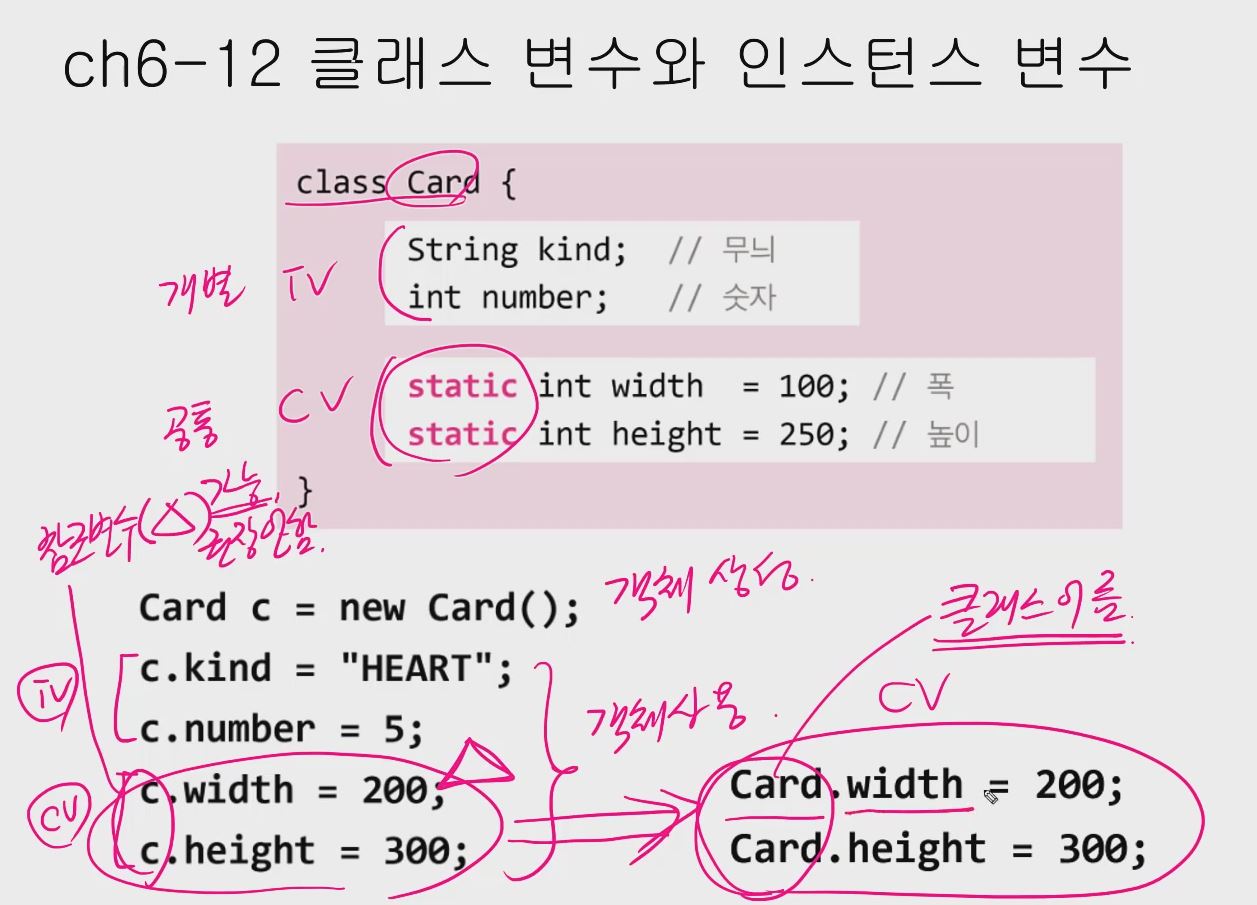 ch6-12 클래스 변수와 인스턴스 변수
class Card {
개별 IV
String kind; // 무늬
int number; // 숫자
공통 CV
static int width = 100; // 폭
static int height = 250; // 높이
}
참조변수(△) 가능.
권장안함.
Card c = new Card(); 객체 생성.
IV
c.kind = "HEART";
c.number = 5;
객체사용.
CV
c.width = 200;
c.height = 300;
클래스이름.
CV
Card.width = 200;
Card.height = 300;